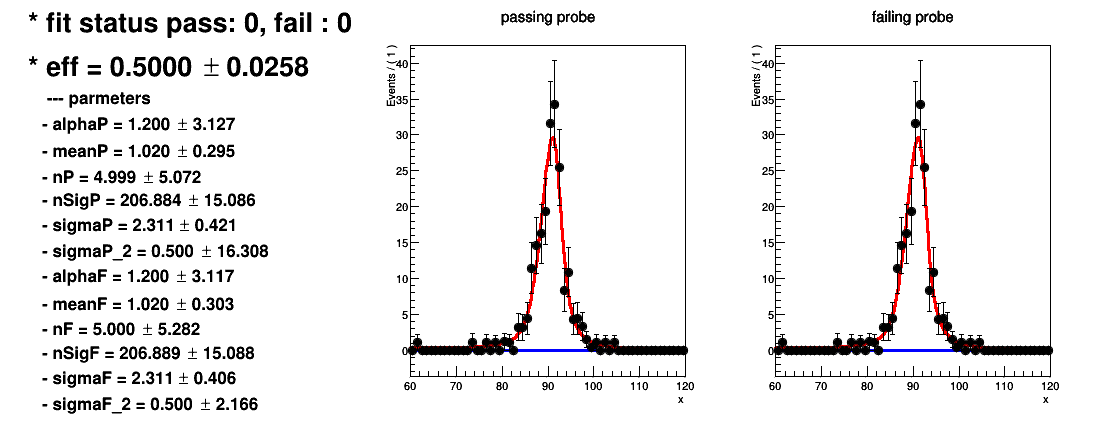 * fit status pass: 0, fail : 0
* eff = 0.5000 ± 0.0258
--- parmeters
- alphaP = 1.200 ± 3.127
- meanP = 1.020 ± 0.295
- nP = 4.999 ± 5.072
- nSigP = 206.884 ± 15.086
- sigmaP = 2.311 ± 0.421
- sigmaP_2 = 0.500 ± 16.308
- alphaF = 1.200 ± 3.117
- meanF = 1.020 ± 0.303
- nF = 5.000 ± 5.282
- nSigF = 206.889 ± 15.088
- sigmaF = 2.311 ± 0.406
- sigmaF_2 = 0.500 ± 2.166
passing probe
Events / ( 1 )
40
35
30
25
20
15
10
5
0
60 70 80 90 100 110 120
x
failing probe
Events / ( 1 )
40
35
30
25
20
15
10
5
0
60 70 80 90 100 110 120
x